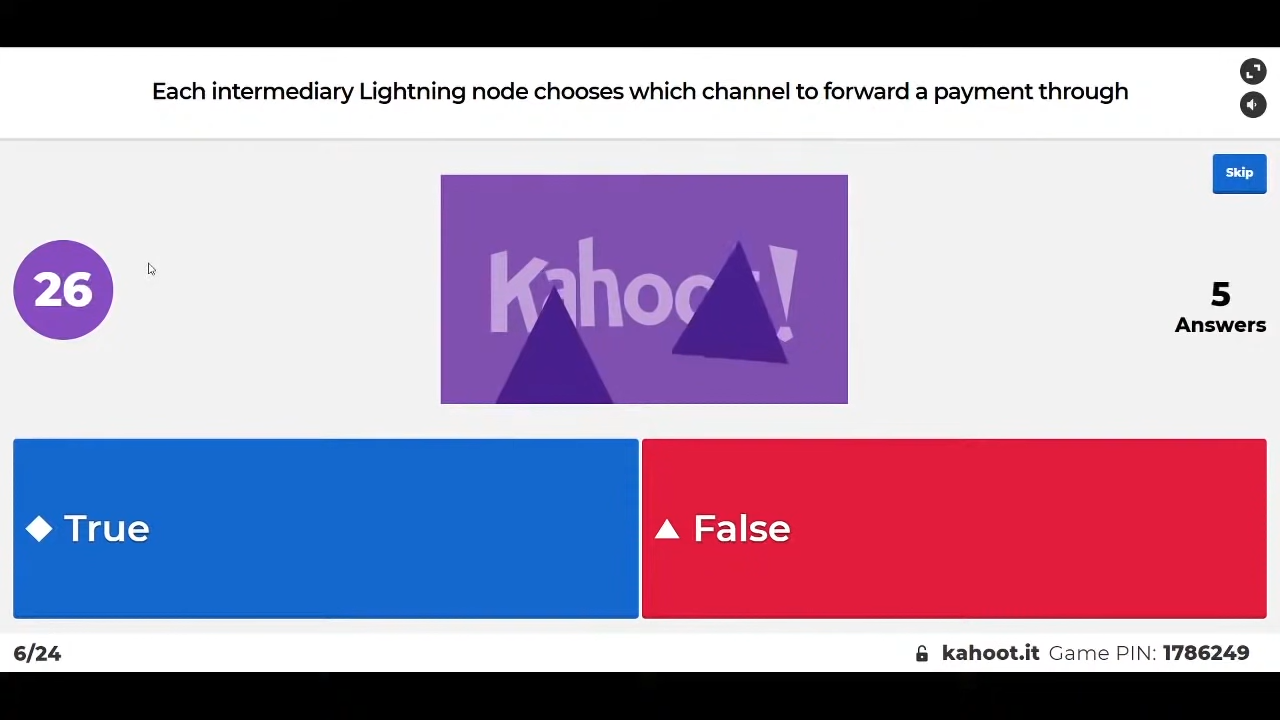 Each intermediary Lightning node chooses which channel to forward a payment through
Skip
26
Kahoot!
5
Answers
True
False
6/24
kahoot.it Game PIN: 1786249